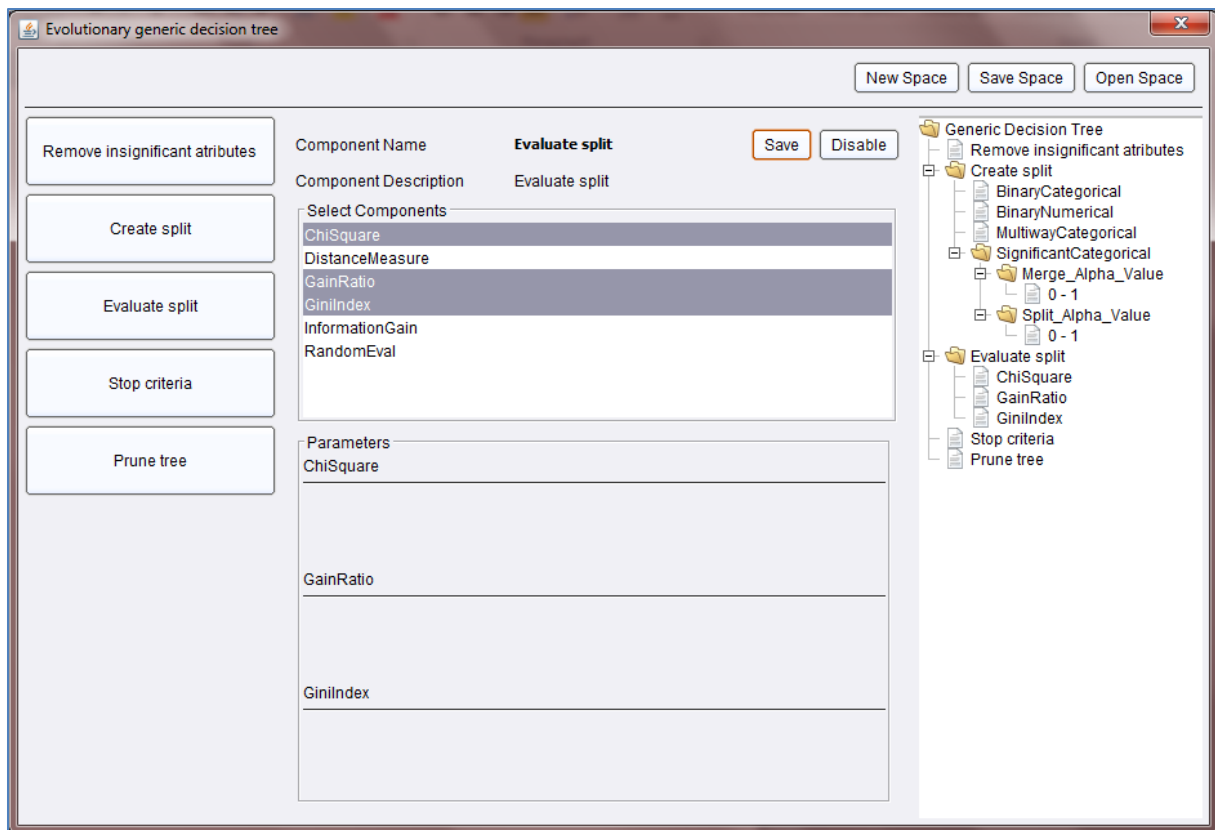 Evolutionary generic decision tree
x
New Space
Save Space
Open Space
Remove insignificant atributes
Create split
Evaluate split
Stop criteria
Prune tree
Component Name
Evaluate split
Save
Disable
Component Description
Evaluate split
Select Components
ChiSquare
DistanceMeasure
GainRatio
GiniIndex
InformationGain
RandomEval
Parameters
ChiSquare
GainRatio
GiniIndex
Generic Decision Tree
Remove insignificant atributes
Create split
BinaryCategorical
BinaryNumerical
MultiwayCategorical
SignificantCategorical
Merge_Alpha_Value
0 - 1
Split_Alpha_Value
0 - 1
Evaluate split
ChiSquare
GainRatio
GiniIndex
Stop criteria
Prune tree